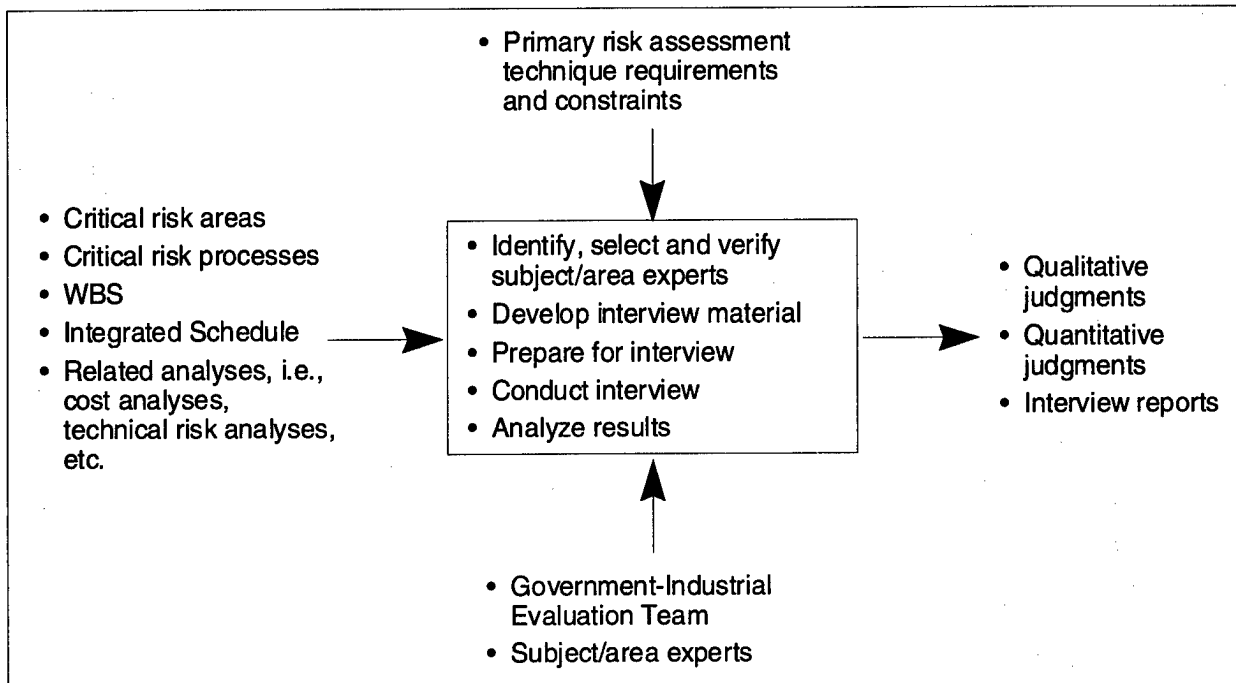 • Primary risk assessment
technique requirements
and constraints
• Critical risk areas
• Critical risk processes
• WBS
• Integrated Schedule
• Related analyses, i.e.,
cost analyses,
technical risk analyses,
etc.
• Identify, select and verify
subject/area experts
• Develop interview material
• Prepare for interview
• Conduct interview
• Analyze results
• Qualitative
judgments
• Quantitative
judgments
• Interview reports
• Government-Industrial
Evaluation Team
• Subject/area experts